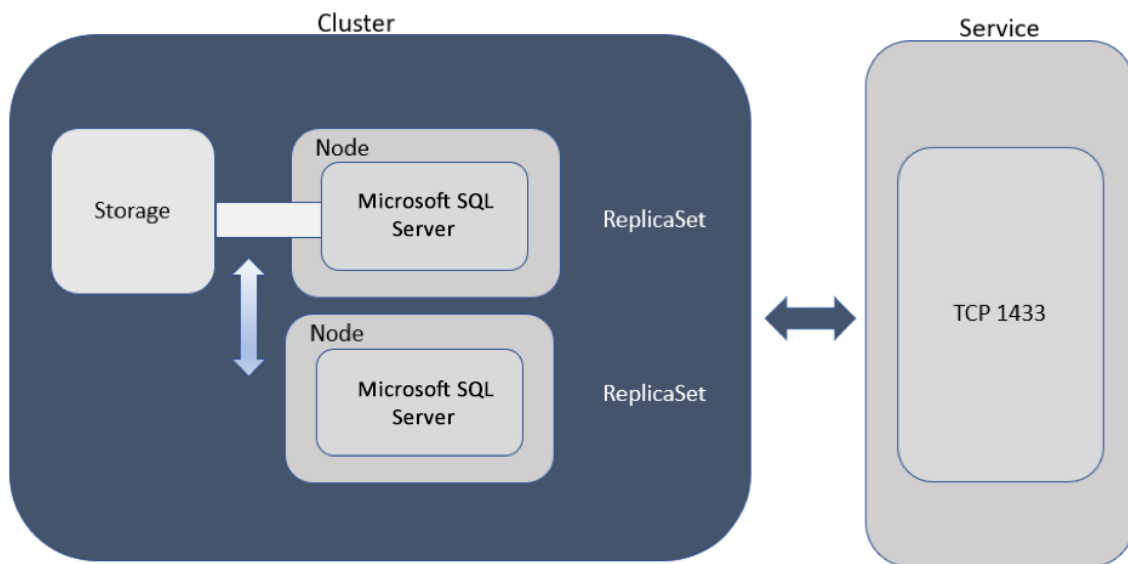 Cluster
Service
Node
Storage
Microsoft SQL
Server
ReplicaSet
Node
Microsoft SQL
Server
ReplicaSet
TCP 1433